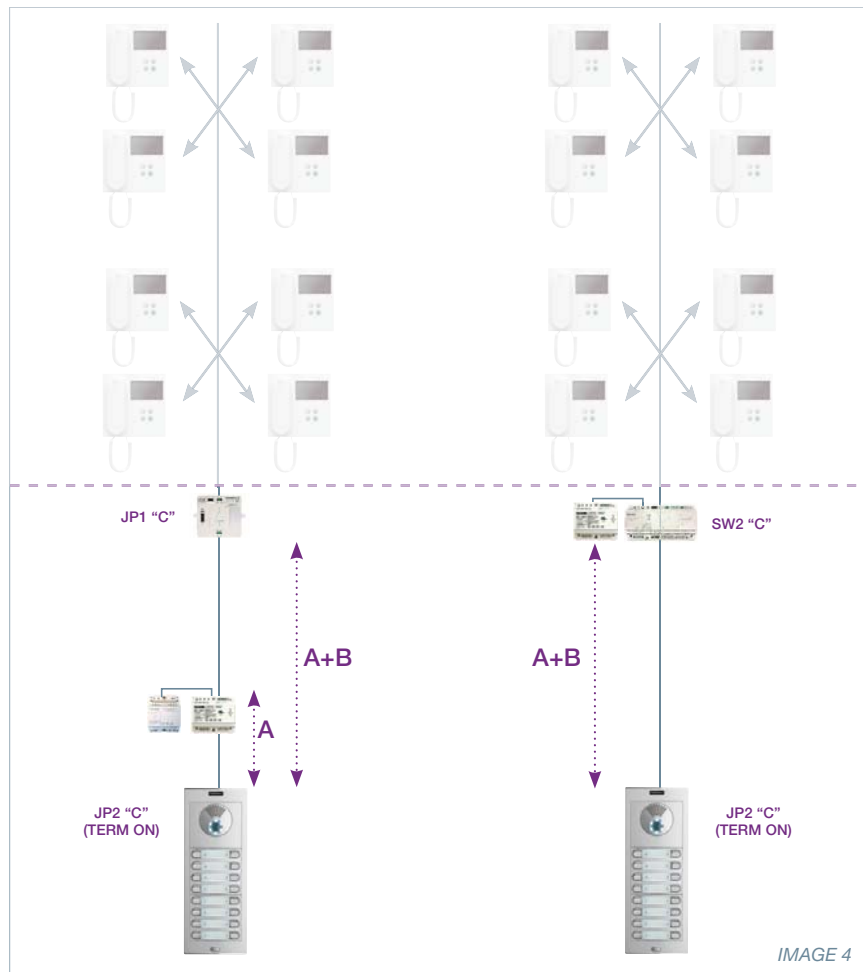 JP1 “C”
SW2 “C”
A+B
A+B
A
JP2 “C”
(TERM ON)
JP2 “C”
(TERM ON)
IMAGE 4